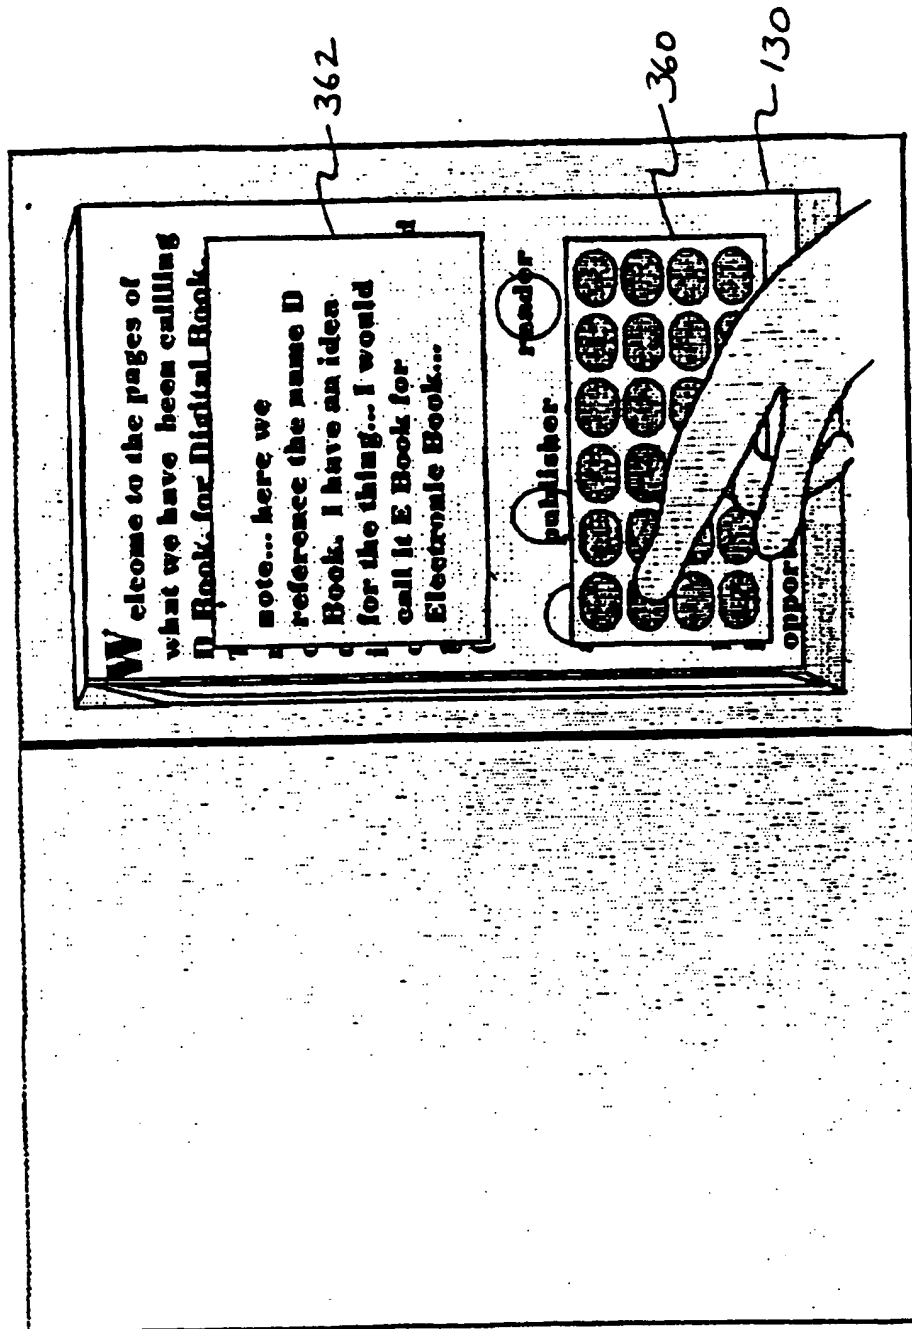 Welcome to the pages of
what we have been callling
D Book, for Digital Book.
note... here we
reference the name D
Book. I have an idea
for the thing... I would
call it E Book for
Electronic Book...
publisher
reader
oppor
362
360
130